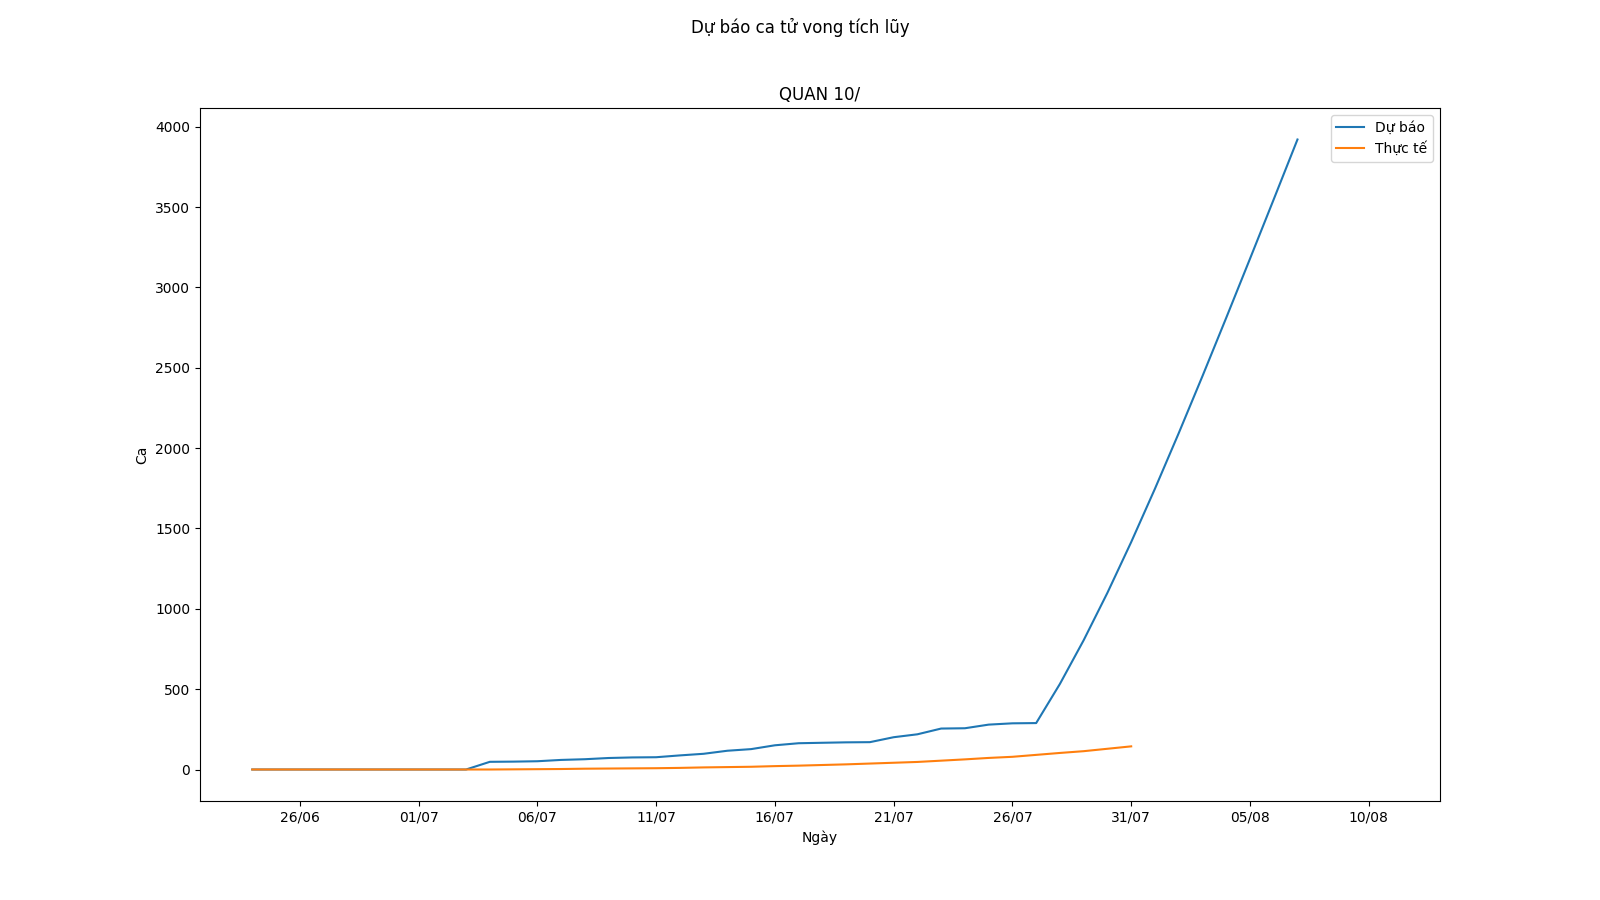 Dự báo ca tử vong tích lũy
QUAN 10/
Dự báo
Thực tế
4000
3500
3000
2500
2000
1500
1000
500
0
Ca
26/06 01/07 06/07 11/07 16/07 21/07 26/07 31/07 05/08 10/08
Ngày